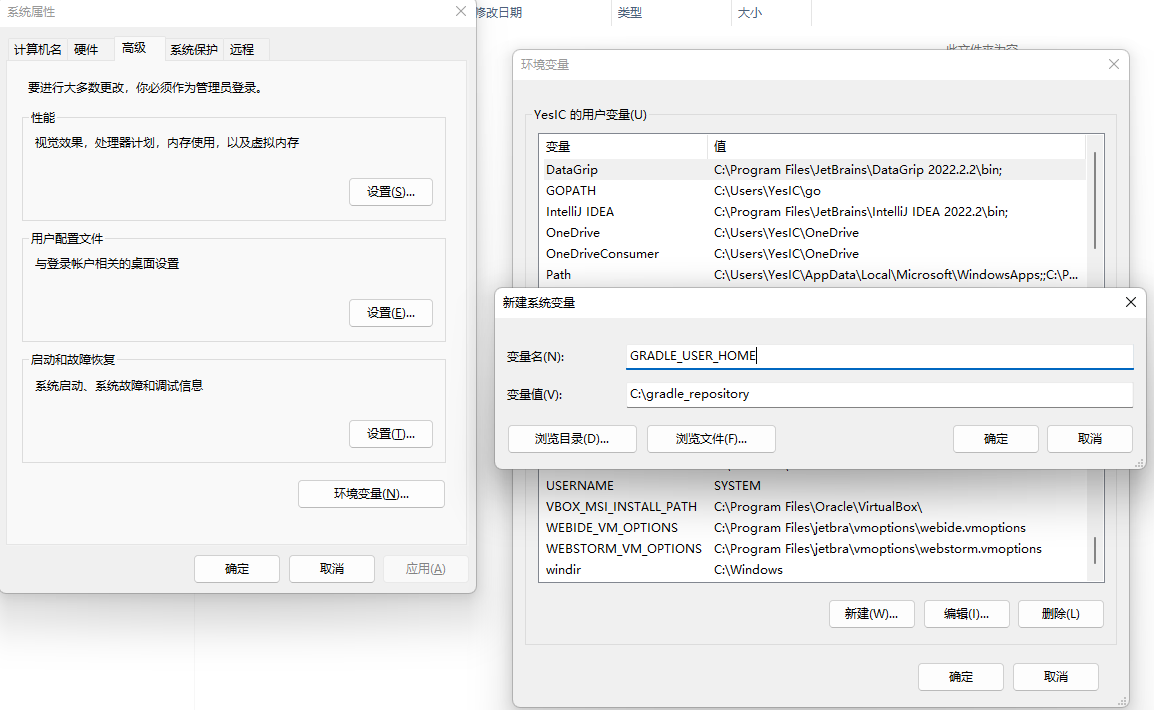 系统属性
修改日期
类型
大小
计算机名
硬件
高级
系统保护
远程
要进行大多数更改，你必须作为管理员登录。
性能
视觉效果，处理器计划，内存使用，以及虚拟内存
设置(S)...
用户配置文件
与登录帐户相关的桌面设置
设置(E)...
启动和故障恢复
系统启动、系统故障和调试信息
设置(T)...
环境变量(N)...
确定
取消
应用(A)
环境变量
YesIC 的用户变量(U)
变量 值
DataGrip C:\Program Files\JetBrains\DataGrip 2022.2.2\bin;
GOPATH C:\Users\YesIC\go
IntelliJ IDEA C:\Program Files\JetBrains\IntelliJ IDEA 2022.2\bin;
OneDrive C:\Users\YesIC\OneDrive
OneDriveConsumer C:\Users\YesIC\OneDrive
Path C:\Users\YesIC\AppData\Local\Microsoft\WindowsApps;;C:\P...
新建系统变量
变量名(N): GRADLE_USER_HOME
变量值(V): C:\gradle_repository
浏览目录(D)...
浏览文件(F)...
确定
取消
USERNAME SYSTEM
VBOX_MSI_INSTALL_PATH C:\Program Files\Oracle\VirtualBox\
WEBIDE_VM_OPTIONS C:\Program Files\jetbra\vmoptions\webide.vmoptions
WEBSTORM_VM_OPTIONS C:\Program Files\jetbra\vmoptions\webstorm.vmoptions
windir C:\Windows
新建(W)...
编辑(I)...
删除(L)
确定
取消